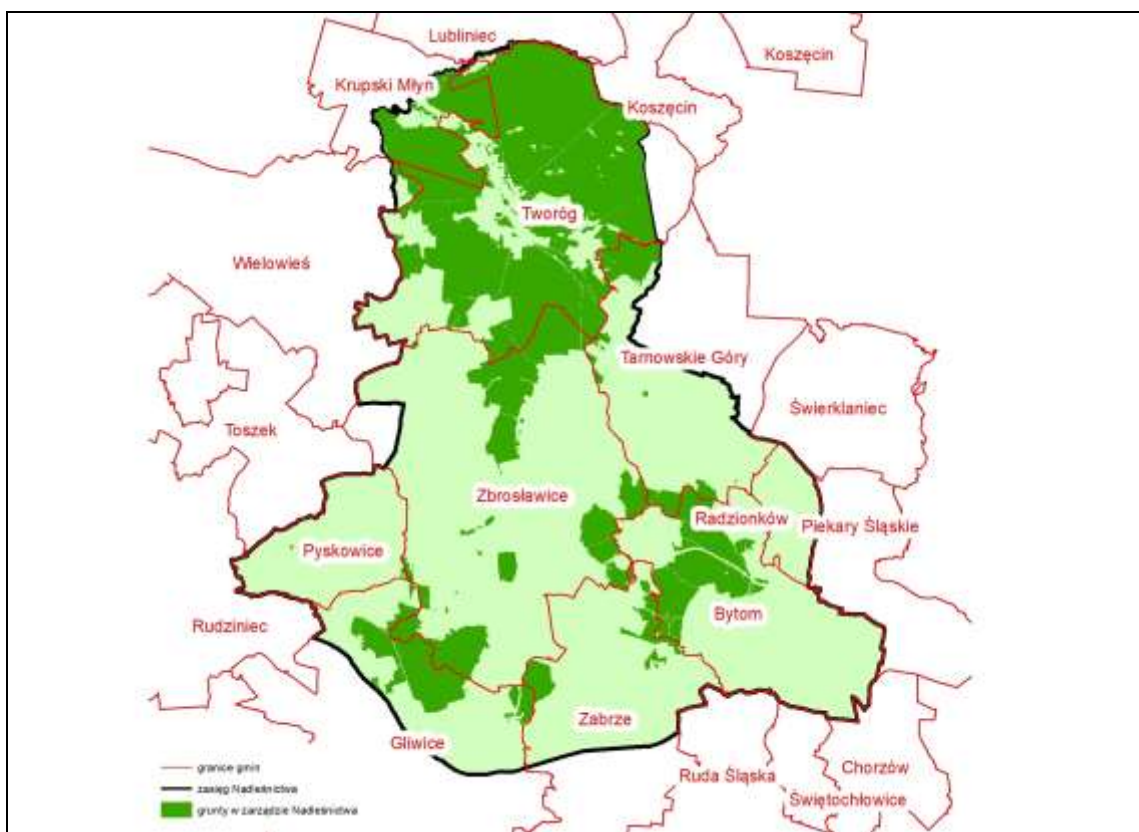 Lubliniec
Koszęcin
Krupski Młyn
Koszęcin
Tworóg
Wielowieś
Tarnowskie Góry
Świerklaniec
Toszek
Zbrosławice
Radzionków
Piekary Śląskie
Pyskowice
Bytom
Rudziniec
Zabrze
Gliwice
Ruda Śląska
Chorzów
Świętochłowice
granice gmin
zasięg Nadleśnictwa
grunty w zarządzie Nadleśnictwa